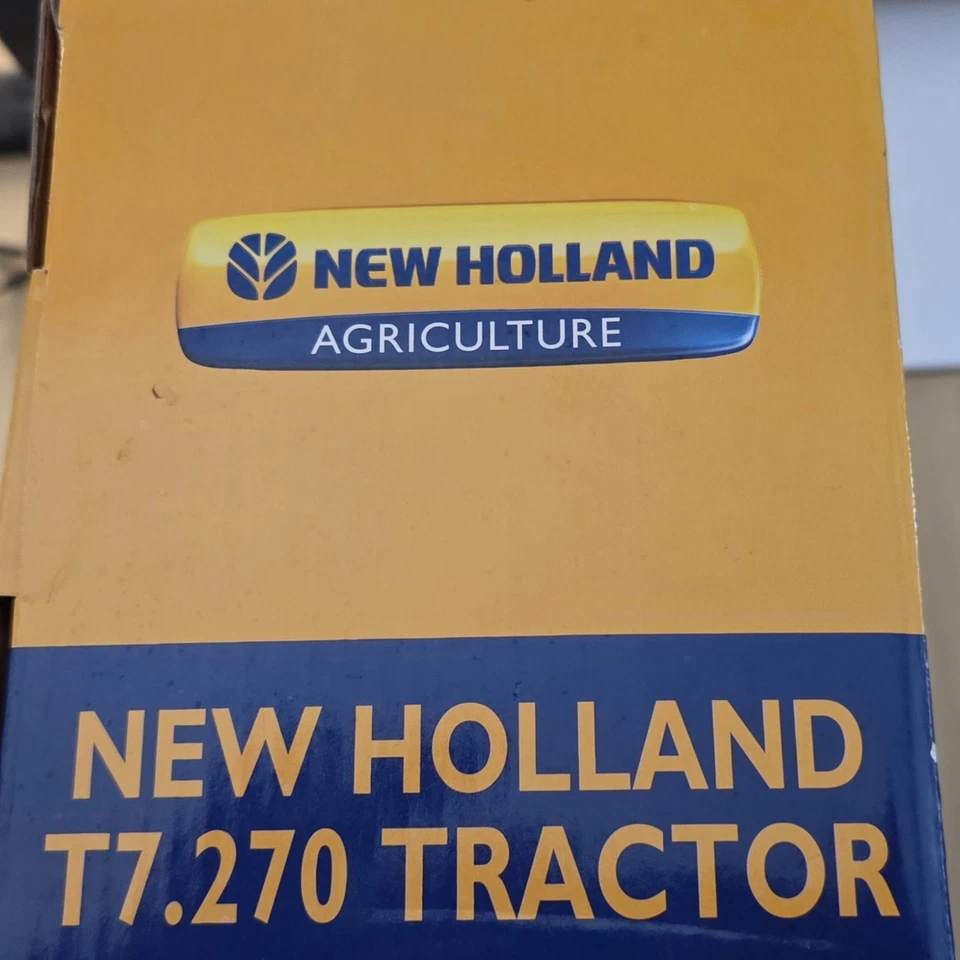 NEW HOLLAND
AGRICULTURE
NEW HOLLAND
T7.270 TRACTOR